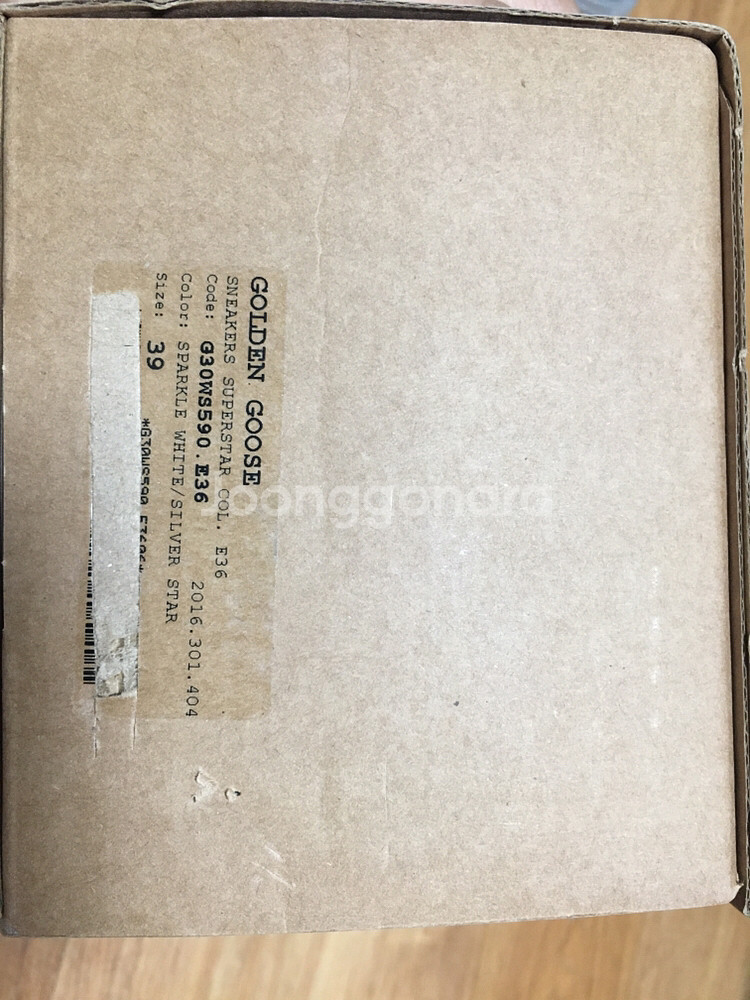 GOLDEN GOOSE
SNEAKERS SUPERSTAR COL. E36
Code: G30WS590.E36 2016.301.404
Color: SPARKLE WHITE/SILVER STAR
Size: 39
joonggonara